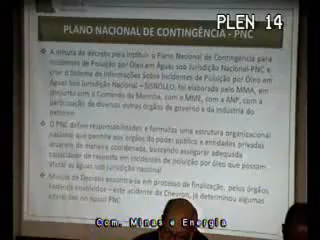 PLEN 14
PLANO NACIONAL DE CONTINGÊNCIA - PNC
A minuta de decreto para instituir o Plano Nacional de Contingência para
Incidentes de Poluição por Óleo em Águas sob Jurisdição Nacional-PNC e
criar o Sistema de Informações Sobre Incidentes de Poluição por Óleo em
Águas sob Jurisdição Nacional – SISNÓLEO, foi elaborada pelo MMA, em
conjunto com o Comando da Marinha, com o MME, com a ANP, com a
participação de diversos outros órgãos de governo e da indústria do
petróleo
O PNC define responsabilidades e formaliza uma estrutura organizacional
nacional que permite aos órgãos do poder público e entidades privadas
atuarem de maneira coordenada, buscando assegurar adequada
capacidade de resposta em incidentes de poluição por óleo que possam
afetar as águas sob jurisdição nacional
Minuta de Decreto encontra-se em processo de finalização, pelos órgãos
envolvidos – este acidente da Chevron, já determinou algumas
PNC
Com. Minas e Energia